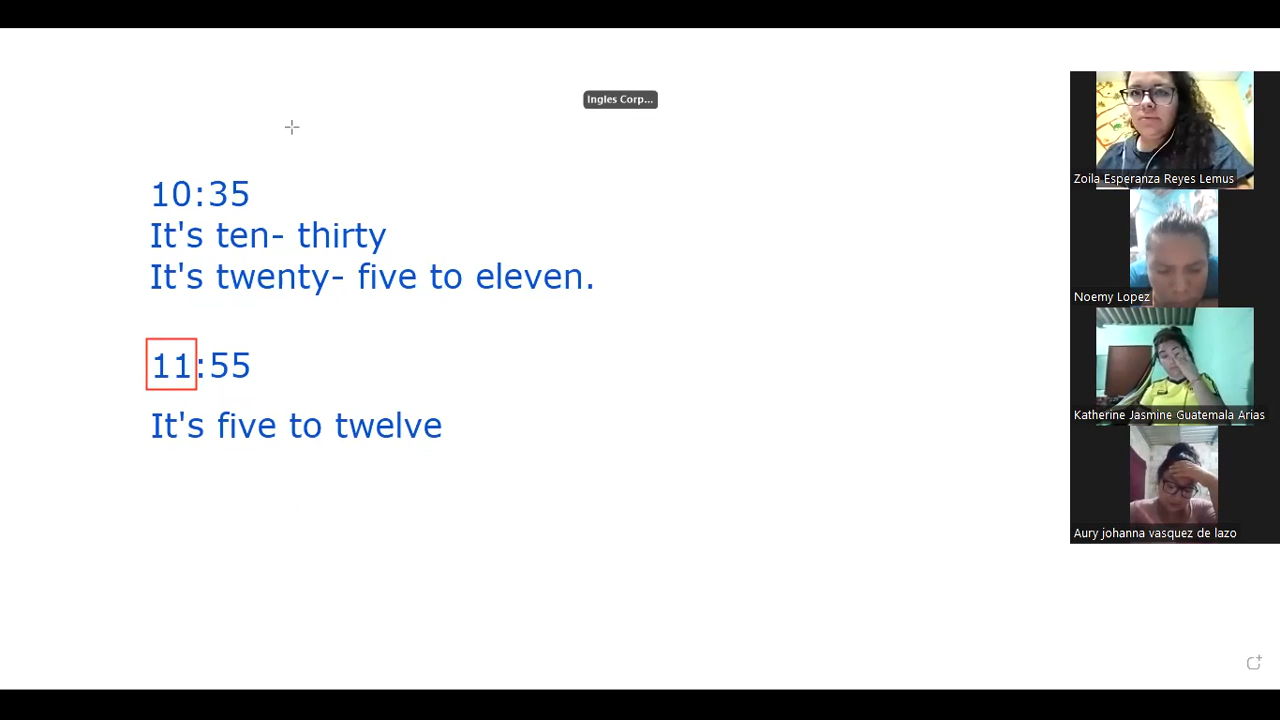 Ingles Corp...
10:35
It's ten- thirty
It's twenty- five to eleven.
11:55
It's five to twelve
Zoila Esperanza Reyes Lemus
Noemy Lopez
Katherine Jasmine Guatemala Arias
Aury johanna vasquez de lazo